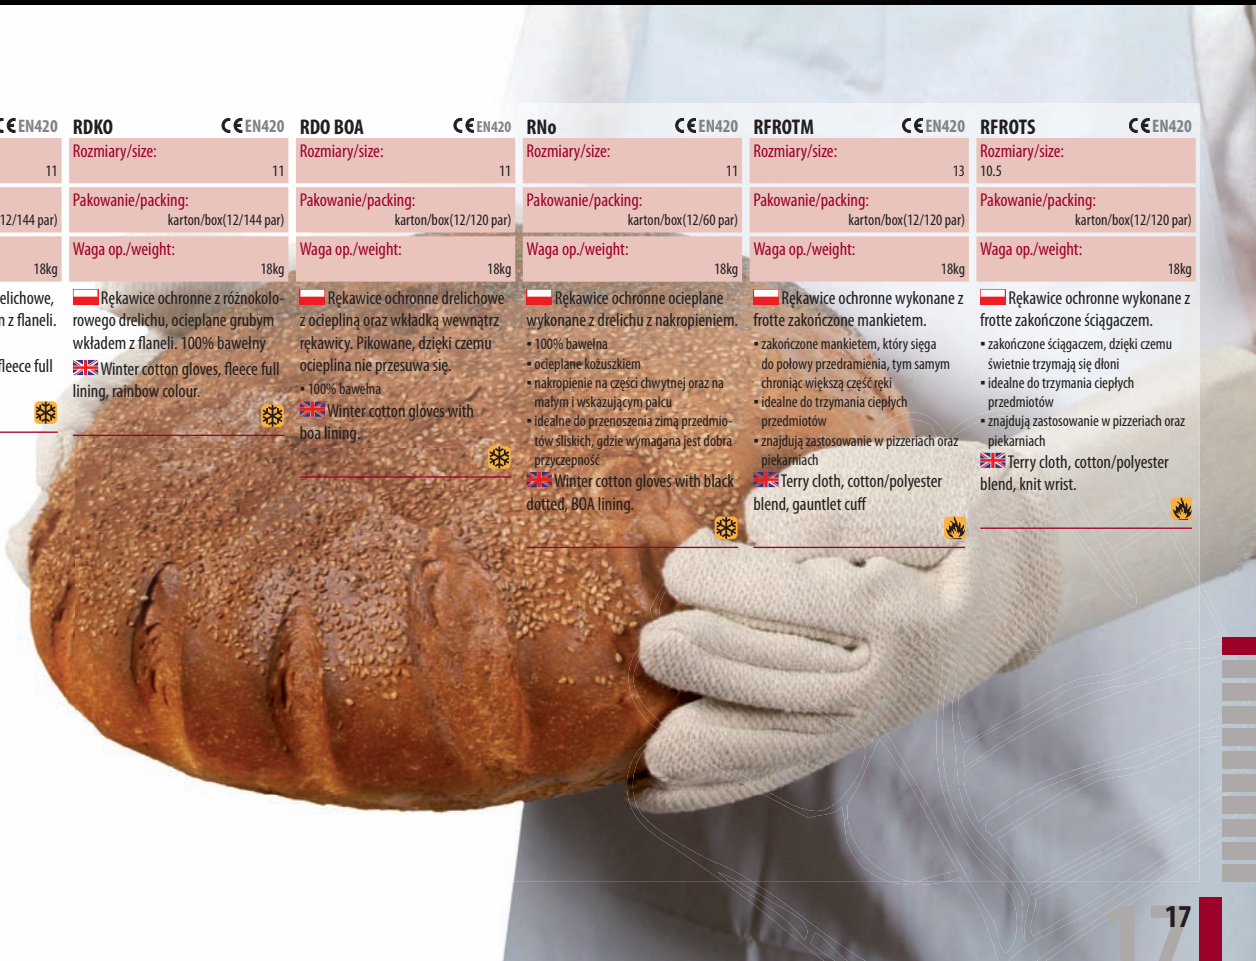 EN420
11
12/144 par)
18kg
z flaneli.
fleece full
RDKO CE EN420
Rozmiary/size:
11
Pakowanie/packing:
karton/box(12/144 par)
Waga op./weight:
18kg
Rękawice ochronne z różnokolo-
rowego drelichu, ocieplane grubym
wkładem z flaneli. 100% bawełny
Winter cotton gloves, fleece full
lining, rainbow colour.
RDO BOA CE EN420
Rozmiary/size:
11
Pakowanie/packing:
karton/box(12/120 par)
Waga op./weight:
18kg
Rękawice ochronne drelichowe
z ociepliną oraz wkładką wewnątrz
rękawicy. Pikowane, dzięki czemu
ocieplina nie przesuwa się.
▪ 100% bawełna
Winter cotton gloves with
boa lining.
RNo CE EN420
Rozmiary/size:
11
Pakowanie/packing:
karton/box(12/60 par)
Waga op./weight:
18kg
Rękawice ochronne ocieplane
wykonane z drelichu z nakropieniem.
▪ 100% bawełna
▪ ocieplane kożuszkiem
▪ nakropienie na części chwytnej oraz na
małym i wskazującym palcu
▪ idealne do przenoszenia zimą przedmio-
tów śliskich, gdzie wymagana jest dobra
przyczepność
Winter cotton gloves with black
dotted, BOA lining.
RFROTM CE EN420
Rozmiary/size:
13
Pakowanie/packing:
karton/box(12/120 par)
Waga op./weight:
18kg
Rękawice ochronne wykonane z
frotte zakończone mankietem.
▪ zakończone mankietem, który sięga
do połowy przedramienia, tym samym
chroniąc większą część ręki
▪ idealne do trzymania ciepłych
przedmiotów
▪ znajdują zastosowanie w pizzeriach oraz
piekarniach
Terry cloth, cotton/polyester
blend, gauntlet cuff
RFROTS CE EN420
Rozmiary/size:
10.5
Pakowanie/packing:
karton/box(12/120 par)
Waga op./weight:
18kg
Rękawice ochronne wykonane z
frotte zakończone ściągaczem.
▪ zakończone ściągaczem, dzięki czemu
świetnie trzymają się dłoni
▪ idealne do trzymania ciepłych
przedmiotów
▪ znajdują zastosowanie w pizzeriach oraz
piekarniach
Terry cloth, cotton/polyester
blend, knit wrist.
17
17